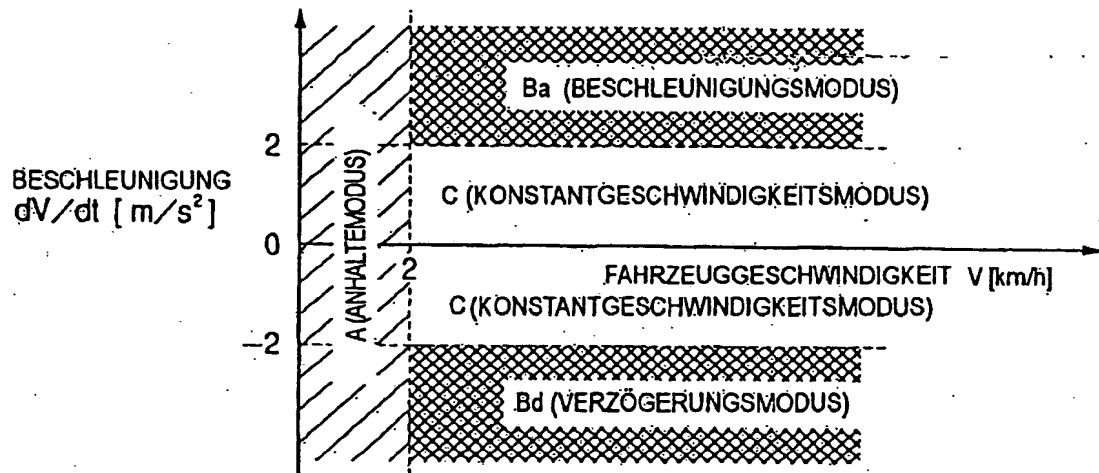 Ba (BESCHLEUNIGUNGSMODUS)
2
BESCHLEUNIGUNG
dV/dt [ m/s² ]
A (ANHALTEMODUS)
C (KONSTANTGESCHWINDIGKEITSMODUS)
0
2
FAHRZEUGGESCHWINDIGKEIT V [km/h]
C (KONSTANTGESCHWINDIGKEITSMODUS)
-2
Bd (VERZÖGERUNGSMODUS)